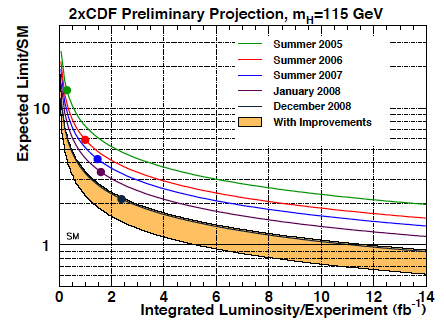 2xCDF Preliminary Projection, mH=115 GeV
Expected Limit/SM
Summer 2005
Summer 2006
Summer 2007
January 2008
December 2008
With Improvements
10
1
SM
0 2 4 6 8 10 12 14
Integrated Luminosity/Experiment (fb-1)